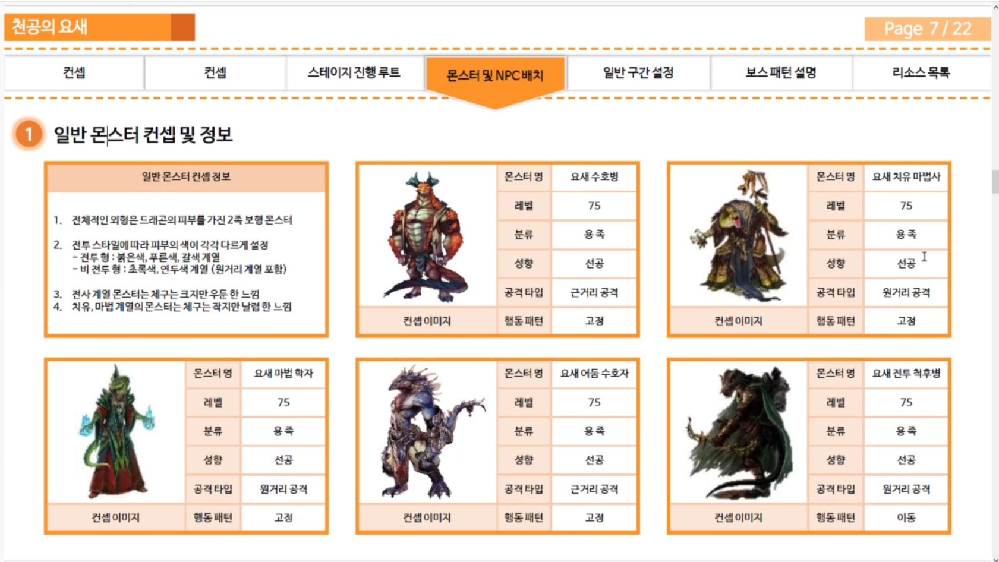 천공의 요새
Page 7 / 22
컨셉
컨셉
스테이지 진행 루트
몬스터 및 NPC 배치
일반 구간 설정
보스 패턴 설명
리소스 목록
1 일반 몬스터 컨셉 및 정보
일반 몬스터 컨셉 정보
1. 전체적인 외형은 드래곤의 피부를 가진 2족 보행 몬스터
2. 전투 스타일에 따라 피부의 색이 각각 다르게 설정
- 전투 형 : 붉은색, 푸른색, 갈색 계열
- 비 전투 형 : 초록색, 연두색 계열 (원거리 계열 포함)
3. 전사 계열 몬스터는 체구는 크지만 우둔 한 느낌
4. 치유, 마법 계열의 몬스터는 체구는 작지만 날렵 한 느낌
몬스터 명 요새 수호병
레벨 75
분류 용 족
성향 선공
공격 타입 근거리 공격
컨셉 이미지 행동 패턴 고정
몬스터 명 요새 치유 마법사
레벨 75
분류 용 족
성향 선공
공격 타입 원거리 공격
컨셉 이미지 행동 패턴 고정
몬스터 명 요새 마법 학자
레벨 75
분류 용 족
성향 선공
공격 타입 원거리 공격
컨셉 이미지 행동 패턴 고정
몬스터 명 요새 어둠 수호자
레벨 75
분류 용 족
성향 선공
공격 타입 근거리 공격
컨셉 이미지 행동 패턴 고정
몬스터 명 요새 전투 척후병
레벨 75
분류 용 족
성향 선공
공격 타입 원거리 공격
컨셉 이미지 행동 패턴 이동